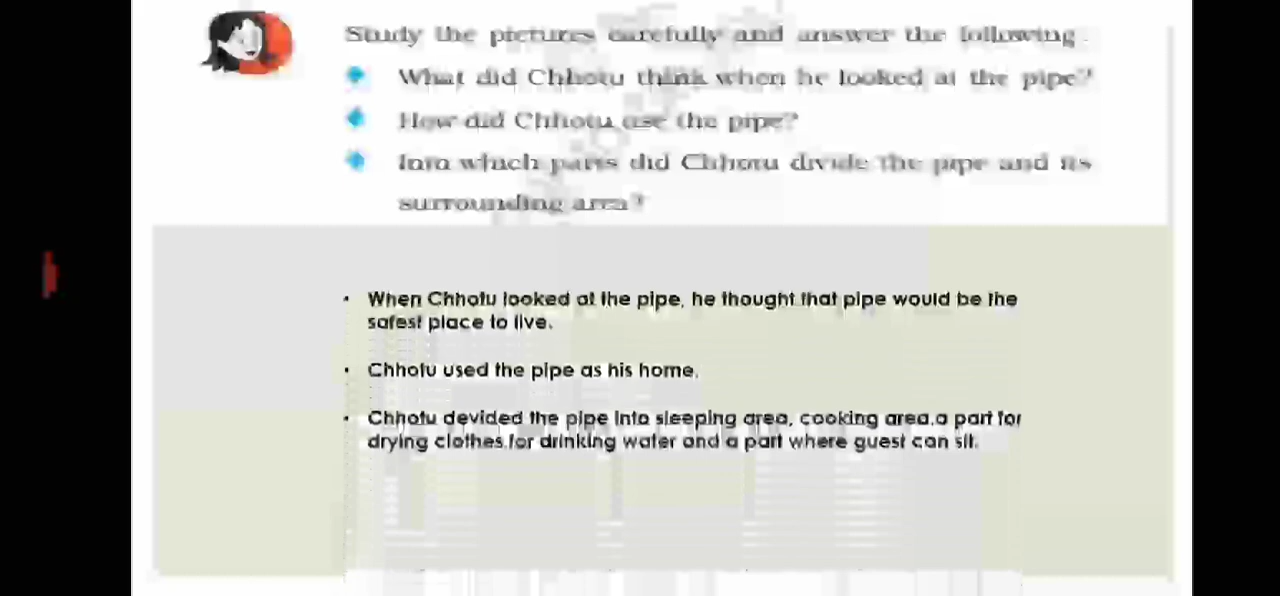 Study the pictures carefully and answer the following.
What did Chhotu think when he looked at the pipe?
How did Chhotu use the pipe?
Into which parts did Chhotu divide the pipe and its
surrounding area?
• When Chhotu looked at the pipe, he thought that pipe would be the
safest place to live.
• Chhotu used the pipe as his home.
• Chhotu devided the pipe into sleeping area, cooking area,a part for
drying clothes,for drinking water and a part where guest can sit.